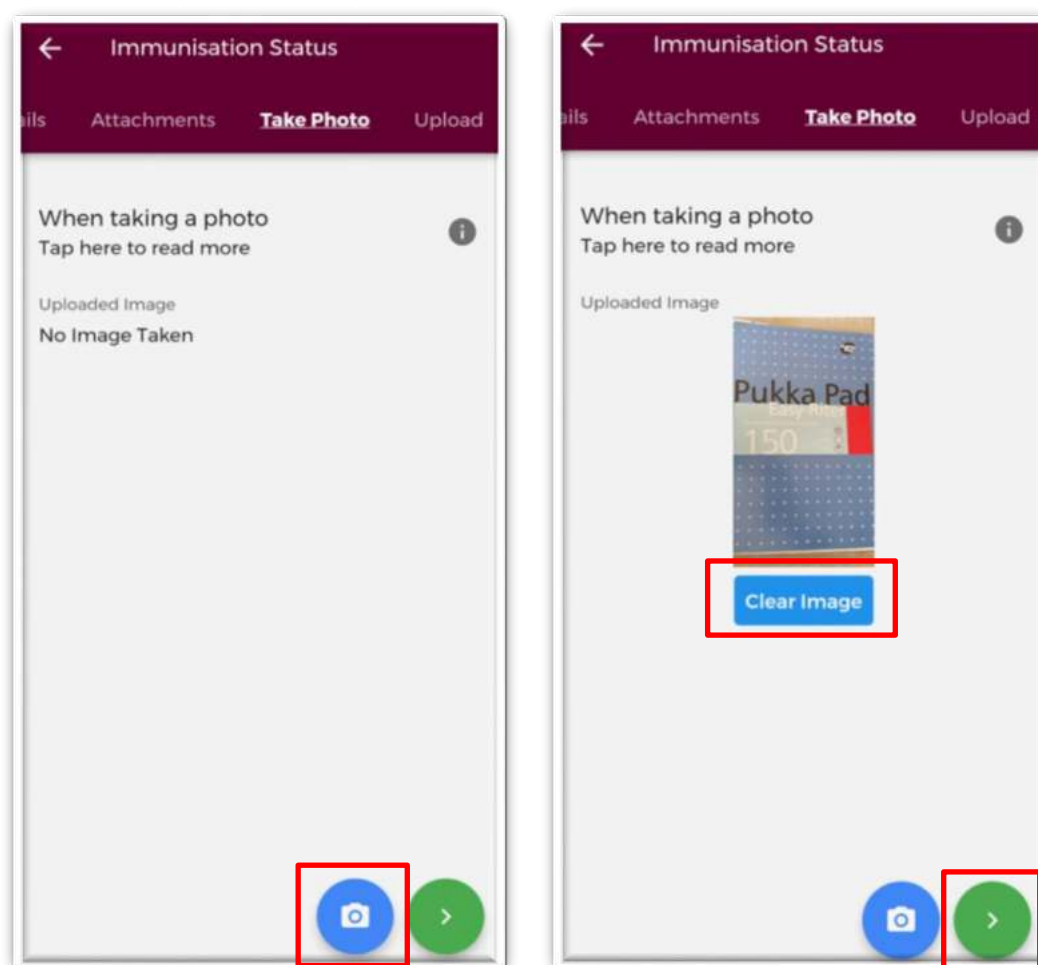 Immunisation Status
ils Attachments Take Photo Upload
When taking a photo
Tap here to read more
Uploaded Image
No Image Taken
Immunisation Status
ails Attachments Take Photo Upload
When taking a photo
Tap here to read more
Uploaded Image
Pukka Pad
Easy Riter
150
Clear Image